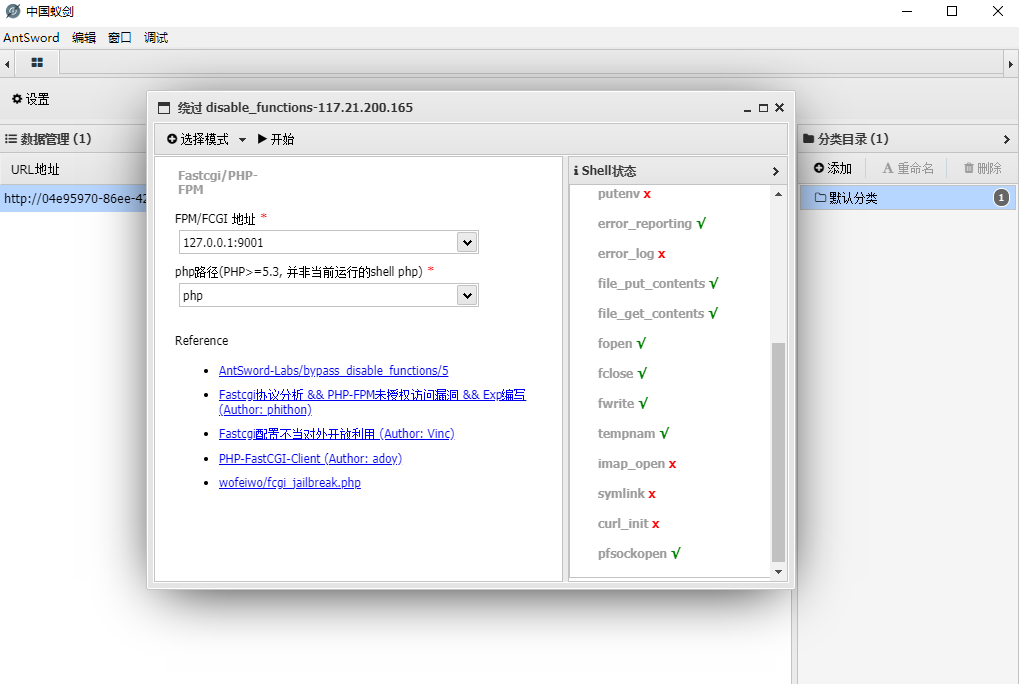 中国蚁剑
AntSword 编辑 窗口 调试
设置
数据管理 (1)
URL地址
http://04e95970-86ee-42
绕过 disable_functions-117.21.200.165
选择模式 开始
Fastcgi/PHP-
FPM
FPM/FCGI 地址 *
127.0.0.1:9001
php路径(PHP>=5.3, 并非当前运行的shell php) *
php
Reference
• AntSword-Labs/bypass_disable_functions/5
• Fastcgi协议分析 && PHP-FPM未授权访问漏洞 && Exp编写
(Author: phithon)
• Fastcgi配置不当对外开放利用 (Author: Vinc)
• PHP-FastCGI-Client (Author: adoy)
• wofeiwo/fcgi_jailbreak.php
Shell状态
putenv x
error_reporting √
error_log x
file_put_contents √
file_get_contents √
fopen √
fclose √
fwrite √
tempnam √
imap_open x
symlink x
curl_init x
pfsockopen √
分类目录 (1)
添加 重命名 删除
默认分类 1